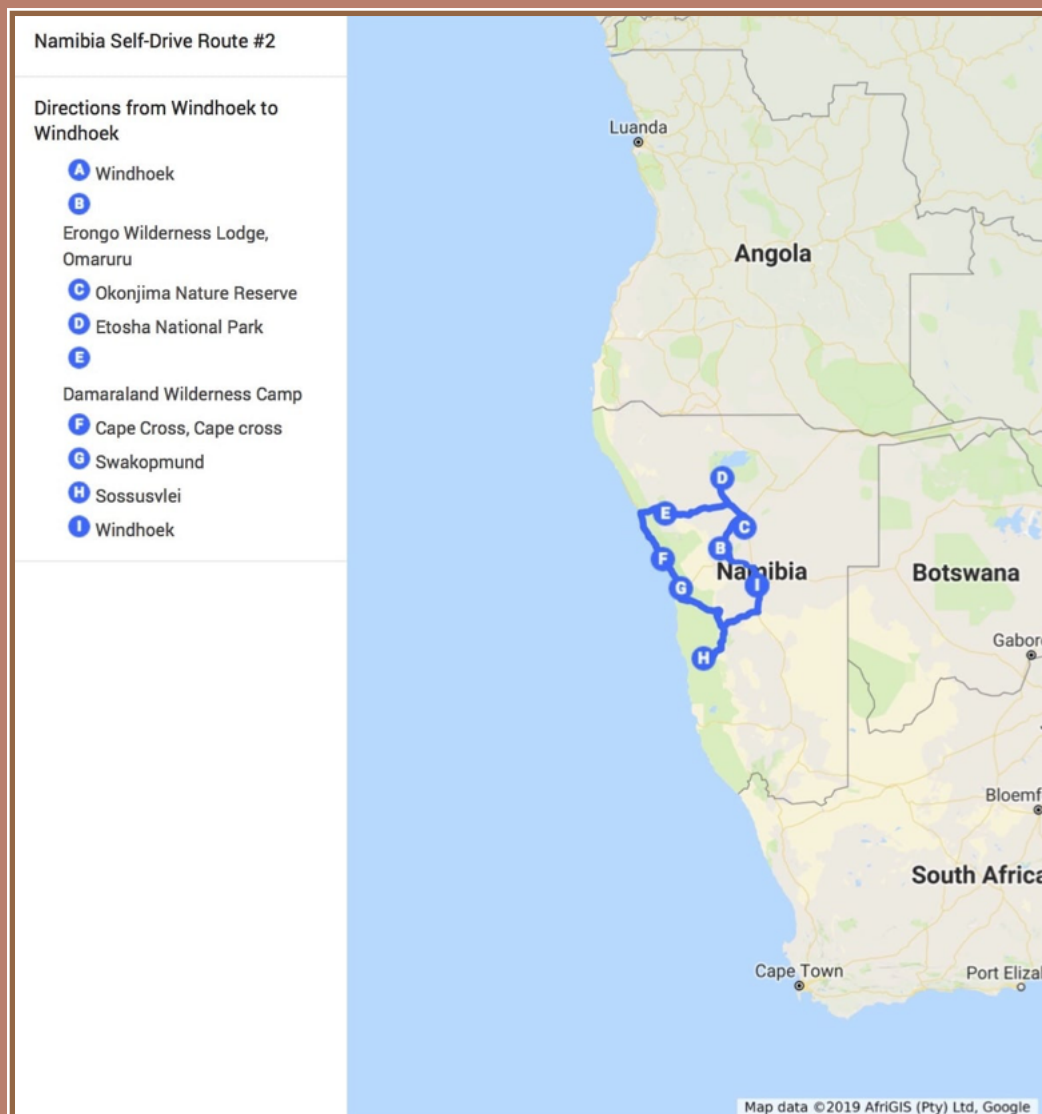 Namibia Self-Drive Route #2
Directions from Windhoek to
Windhoek
A Windhoek
B
Erongo Wilderness Lodge,
Omaruru
C Okonjima Nature Reserve
D Etosha National Park
E
Damaraland Wilderness Camp
F Cape Cross, Cape cross
G Swakopmund
H Sossusvlei
I Windhoek
Luanda
Angola
D
E
C
B
Namibia
Botswana
F
I
G
Gabor
H
Bloemf
South Africa
Cape Town
Port Elizal
Map data ©2019 AfriGIS (Pty) Ltd, Google